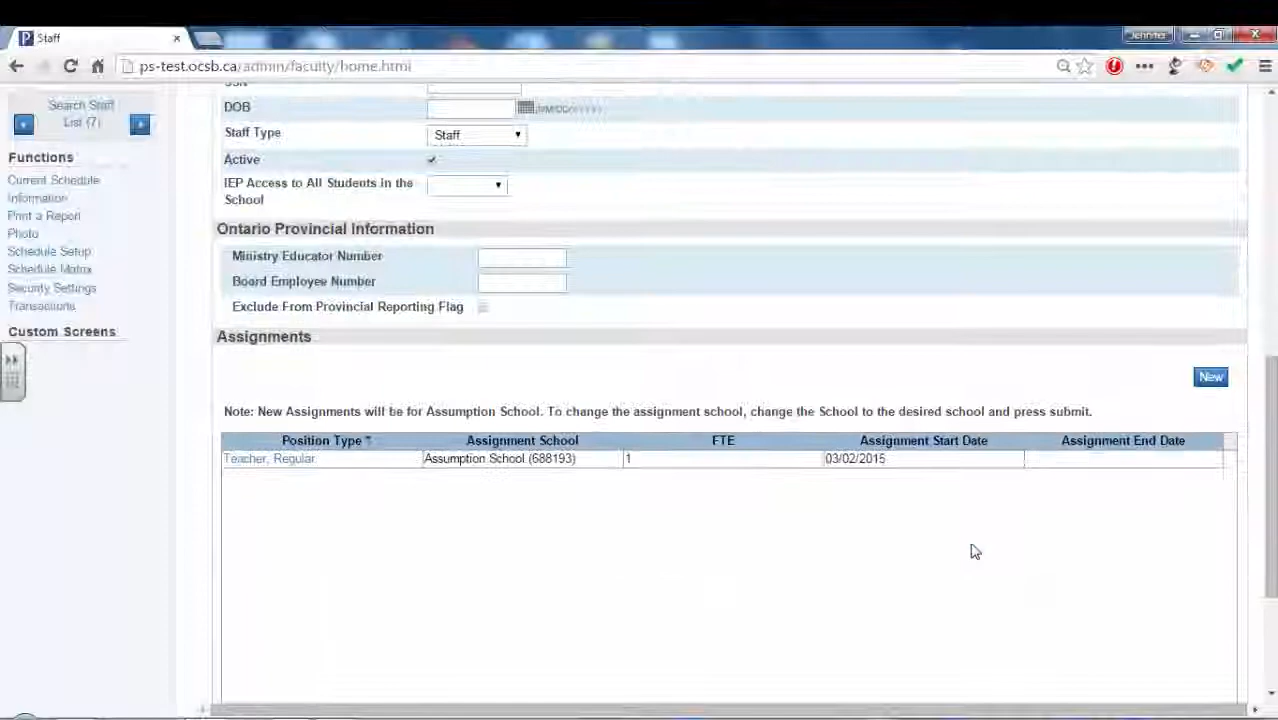 Staff
Jennifer
ps-test.ocsb.ca/admin/faculty/home.html
Search Staff
List (7)
Functions
Current Schedule
Information
Print a Report
Photo
Schedule Setup
Schedule Matrix
Security Settings
Transactions
Custom Screens
SSN
DOB
Staff Type
Staff
Active
IEP Access to All Students in the
School
Ontario Provincial Information
Ministry Educator Number
Board Employee Number
Exclude From Provincial Reporting Flag
Assignments
New
Note: New Assignments will be for Assumption School. To change the assignment school, change the School to the desired school and press submit.
Position Type Assignment School FTE Assignment Start Date Assignment End Date
Teacher, Regular Assumption School (688193) 1 03/02/2015